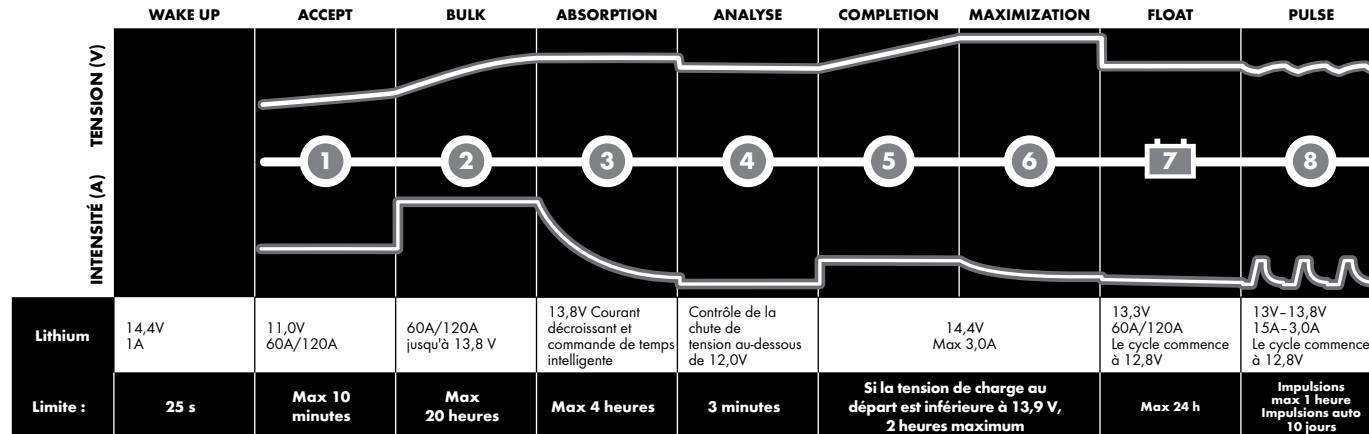 WAKE UP
ACCEPT
BULK
ABSORPTION
ANALYSE
COMPLETION
MAXIMIZATION
FLOAT
PULSE
TENSION (V)
INTENSITÉ (A)
1
2
3
4
5
6
7
8
Lithium
14,4V
1A
11,0V
60A/120A
60A/120A
jusqu'à 13,8 V
13,8V Courant
décroissant et
commande de temps
intelligente
Contrôle de la
chute de
tension au-dessous
de 12,0V
14,4V
Max 3,0A
13,3V
60A/120A
Le cycle commence
à 12,8V
13V–13,8V
15A–3,0A
Le cycle commence
à 12,8V
Limite :
25 s
Max 10
minutes
Max
20 heures
Max 4 heures
3 minutes
Si la tension de charge au
départ est inférieure à 13,9 V,
2 heures maximum
Max 24 h
Impulsions
max 1 heure
Impulsions auto
10 jours